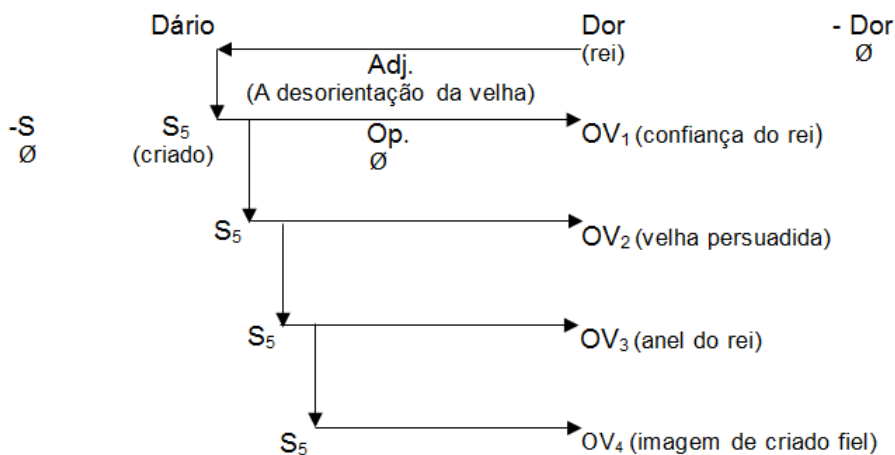 Dário Dor - Dor
(rei) Ø
Adj.
(A desorientação da velha)
-S S₅ Op. OV₁ (confiança do rei)
Ø (criado) Ø
S₅ OV₂ (velha persuadida)
S₅ OV₃ (anel do rei)
S₅ OV₄ (imagem de criado fiel)